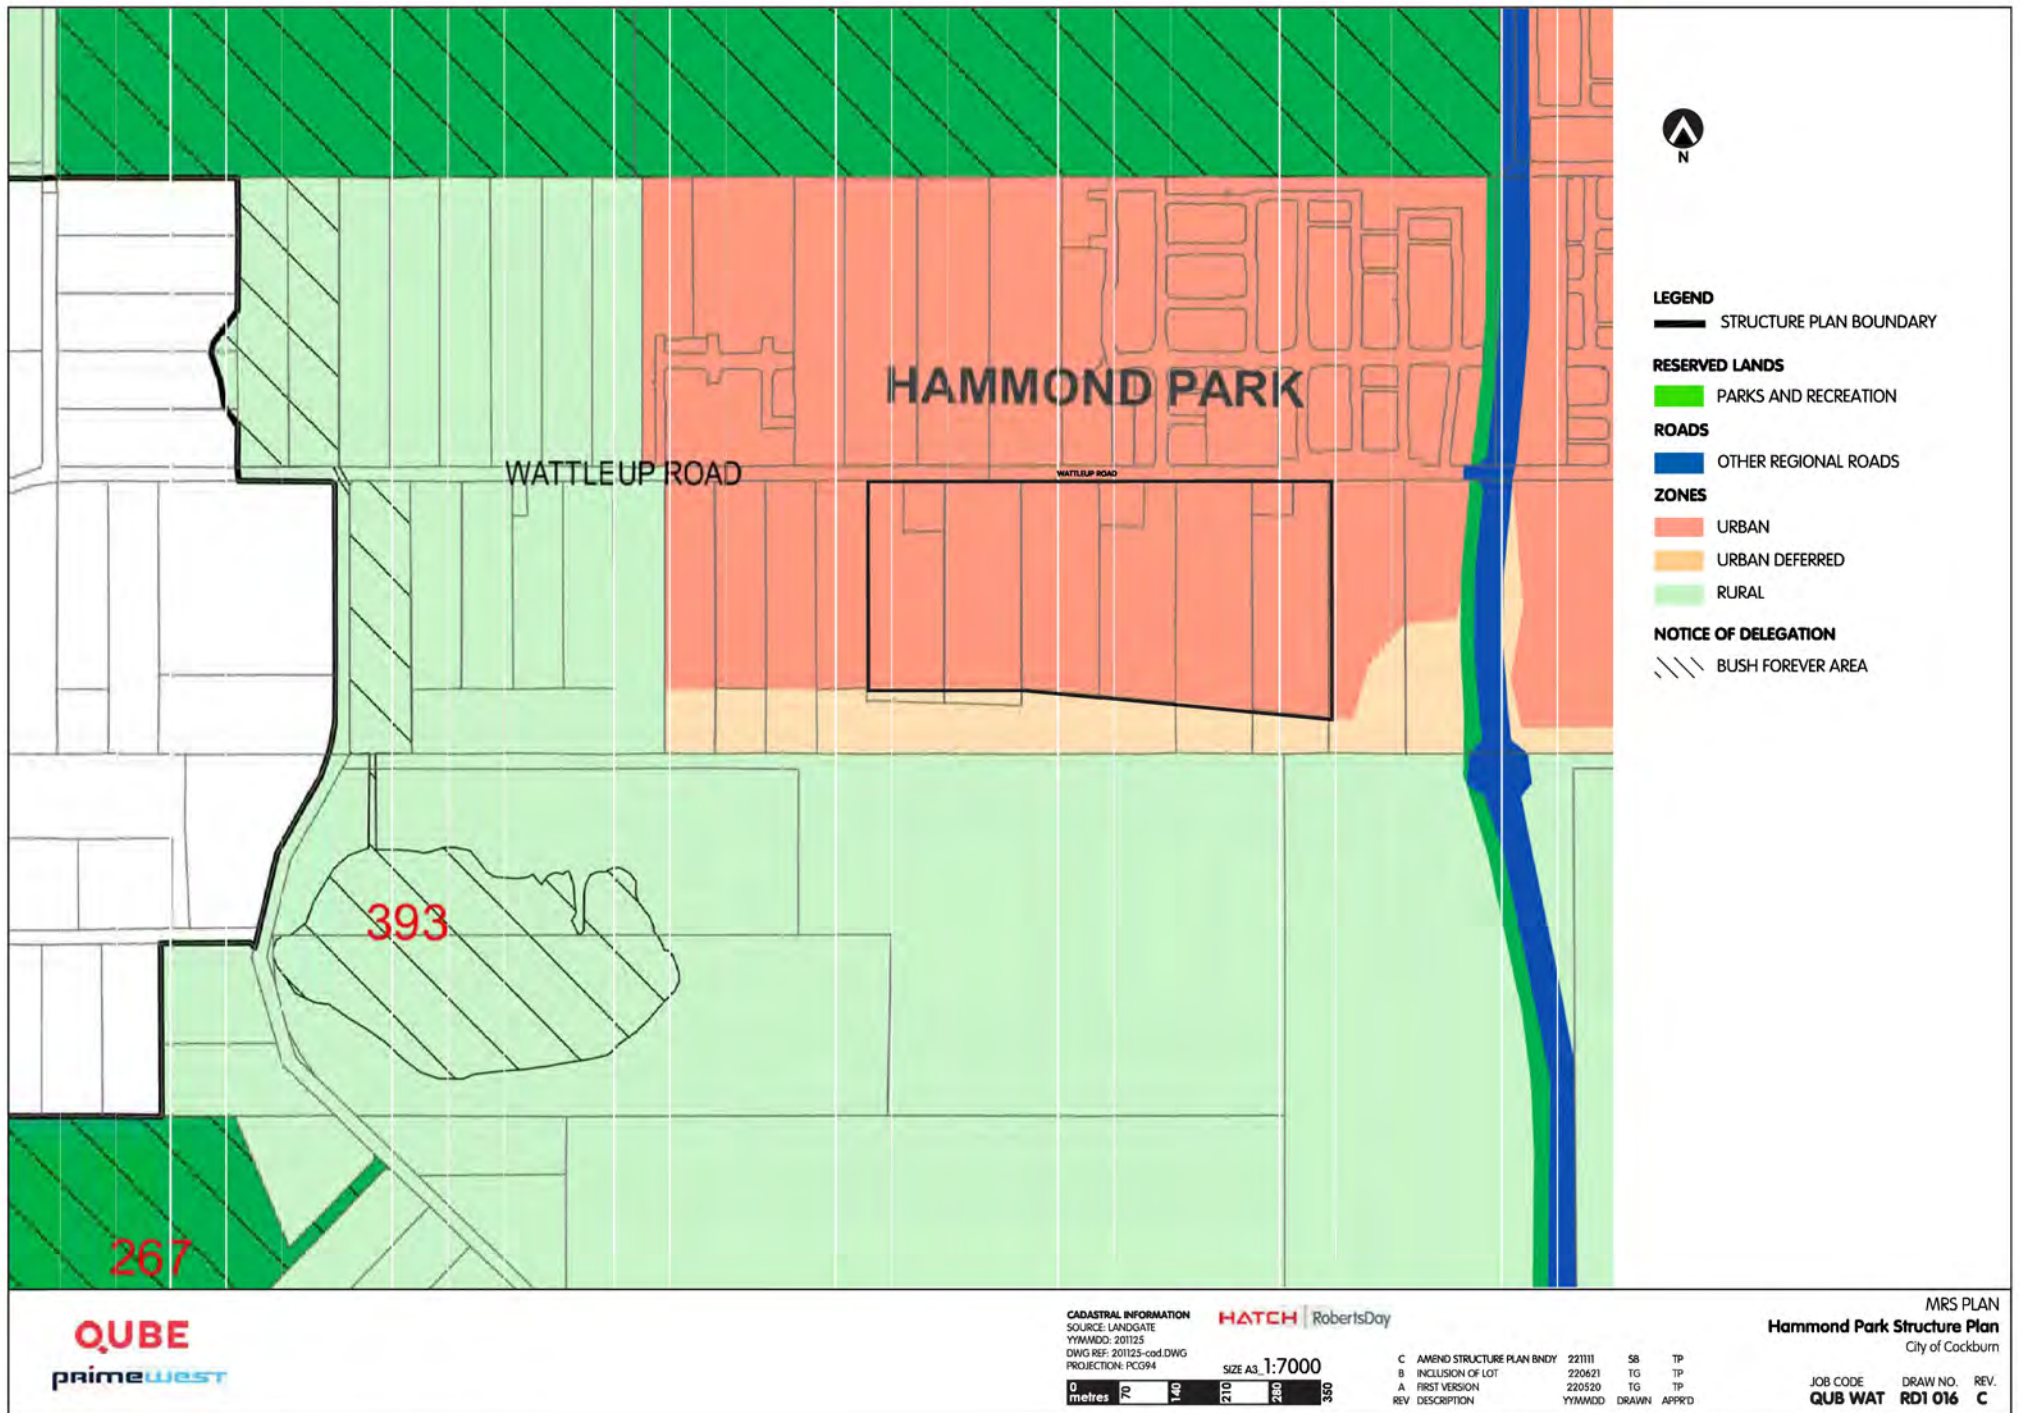 HAMMOND PARK
WATTLEUP ROAD
WATTLEUP ROAD
393
267
N
LEGEND
STRUCTURE PLAN BOUNDARY
RESERVED LANDS
PARKS AND RECREATION
ROADS
OTHER REGIONAL ROADS
ZONES
URBAN
URBAN DEFERRED
RURAL
NOTICE OF DELEGATION
BUSH FOREVER AREA
QUBE
primewest
CADASTRAL INFORMATION
SOURCE: LANDGATE
YYMMDD: 201125
DWG REF: 201125-cad.DWG
PROJECTION: PCG94
HATCH | RobertsDay
SIZE A3_1:7000
0 metres 70 140 210 280 350
C AMEND STRUCTURE PLAN BNDY 221111 SB TP
B INCLUSION OF LOT 220621 TG TP
A FIRST VERSION 220520 TG TP
REV DESCRIPTION YYMMDD DRAWN APPR'D
MRS PLAN
Hammond Park Structure Plan
City of Cockburn
JOB CODE DRAW NO. REV.
QUB WAT RD1 016 C